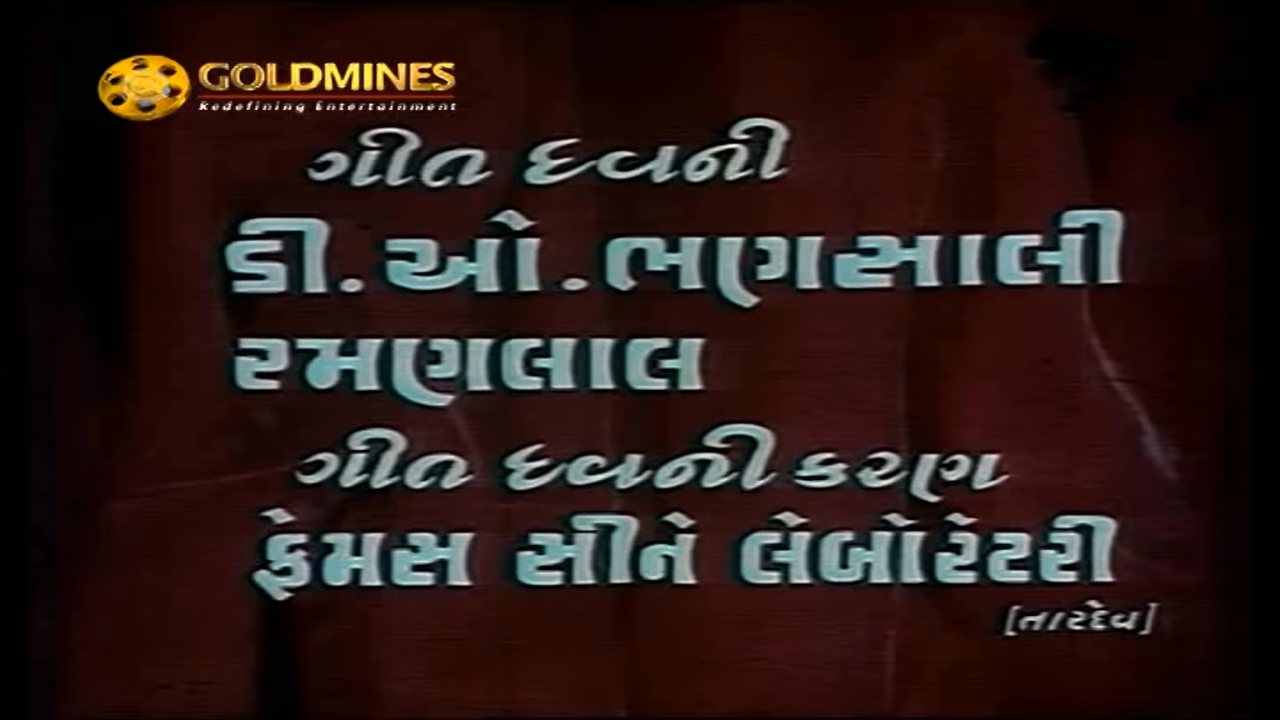 GOLDMINES
Redefining Entertainment
ગીત ધ્વની
ડી. ઓ. ભણસાલી
રમણલાલ
ગીત ધ્વની કરણ
ફેમસ સીને લેબોરેટરી
[તારદેવ]